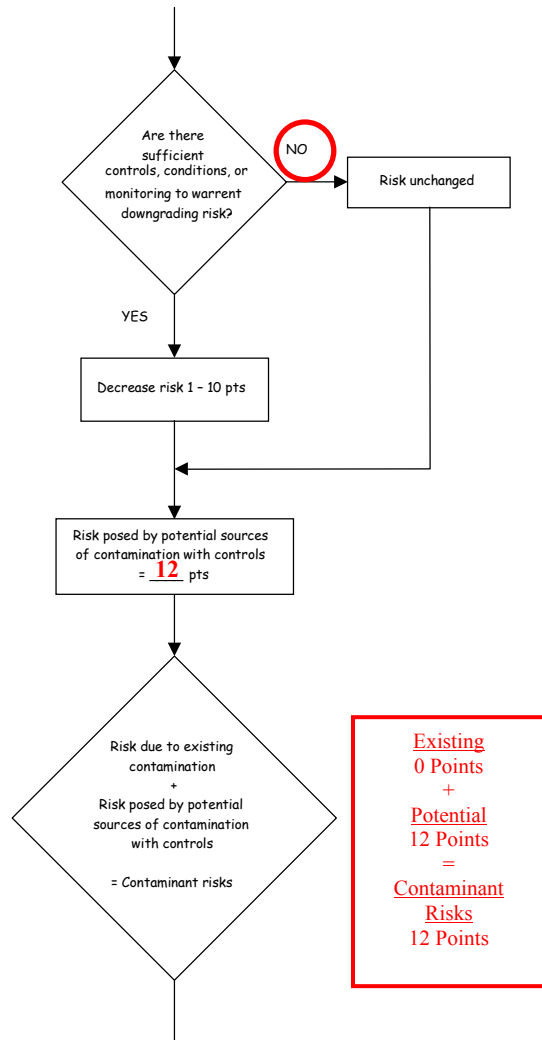 Are there
sufficient
controls, conditions, or
monitoring to warrent
downgrading risk?
NO
Risk unchanged
YES
Decrease risk 1 – 10 pts
Risk posed by potential sources
of contamination with controls
= 12 pts
Risk due to existing
contamination
+
Risk posed by potential
sources of contamination
with controls
= Contaminant risks
Existing
0 Points
+
Potential
12 Points
=
Contaminant
Risks
12 Points